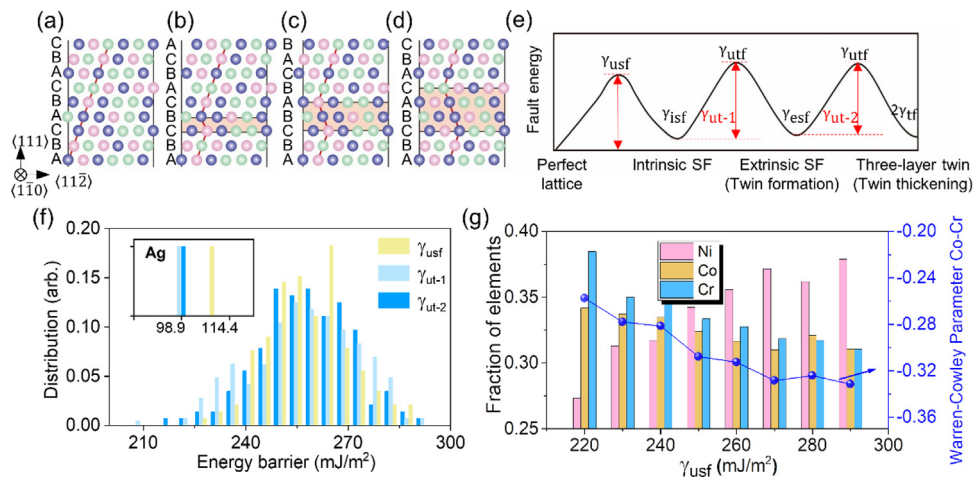 (a)
C
B
A
C
B
A
C
B
A
⟨111⟩
⟨11̄0⟩
⟨112̄⟩
(b)
A
C
B
A
C
B
C
B
A
(c)
B
A
C
B
A
B
C
B
A
(d)
C
B
A
C
A
B
C
B
A
(e)
Fault energy
γusf
γutf
γutf
γisf
γut-1
γesf
γut-2
2γtf
Perfect
lattice
Intrinsic SF
Extrinsic SF
(Twin formation)
Three-layer twin
(Twin thickening)
(f)
Distribution (arb.)
0.20
0.15
0.10
0.05
0.00
Ag
98.9 114.4
γusf
γut-1
γut-2
210 240 270 300
Energy barrier (mJ/m²)
(g)
Fraction of elements
0.40
0.35
0.30
0.25
Ni
Co
Cr
220 230 240 250 260 270 280 290 300
γusf (mJ/m²)
-0.20
-0.24
-0.28
-0.32
-0.36
Warren-Cowley Parameter Co-Cr